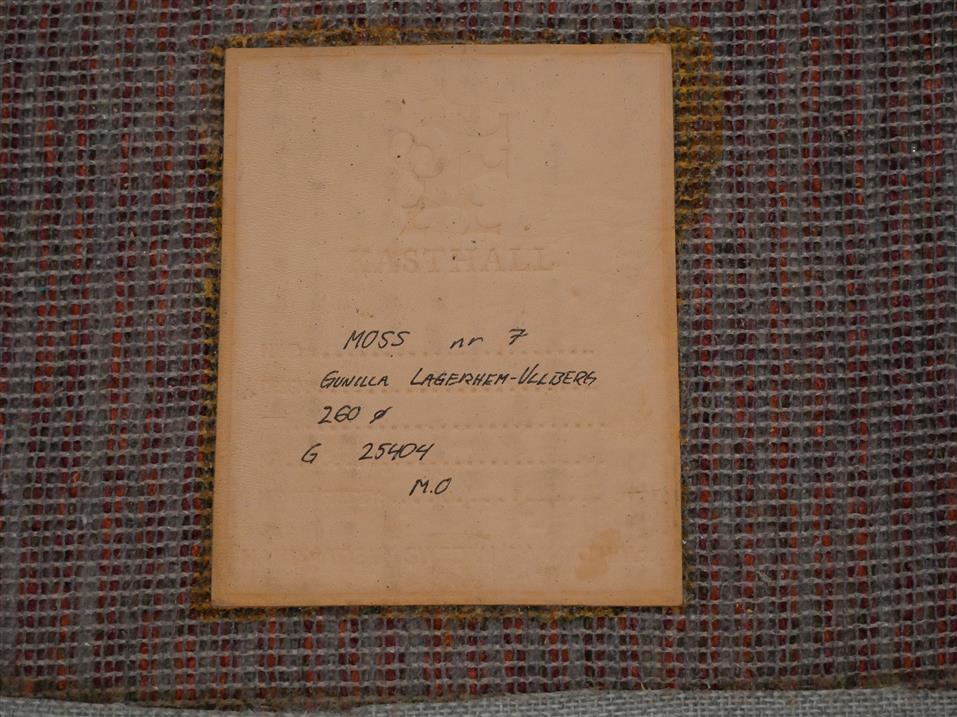 KASTHALL
MOSS nr 7
GUNILLA LAGERHEM-ULLBERG
260 ø
G 25404
M.O